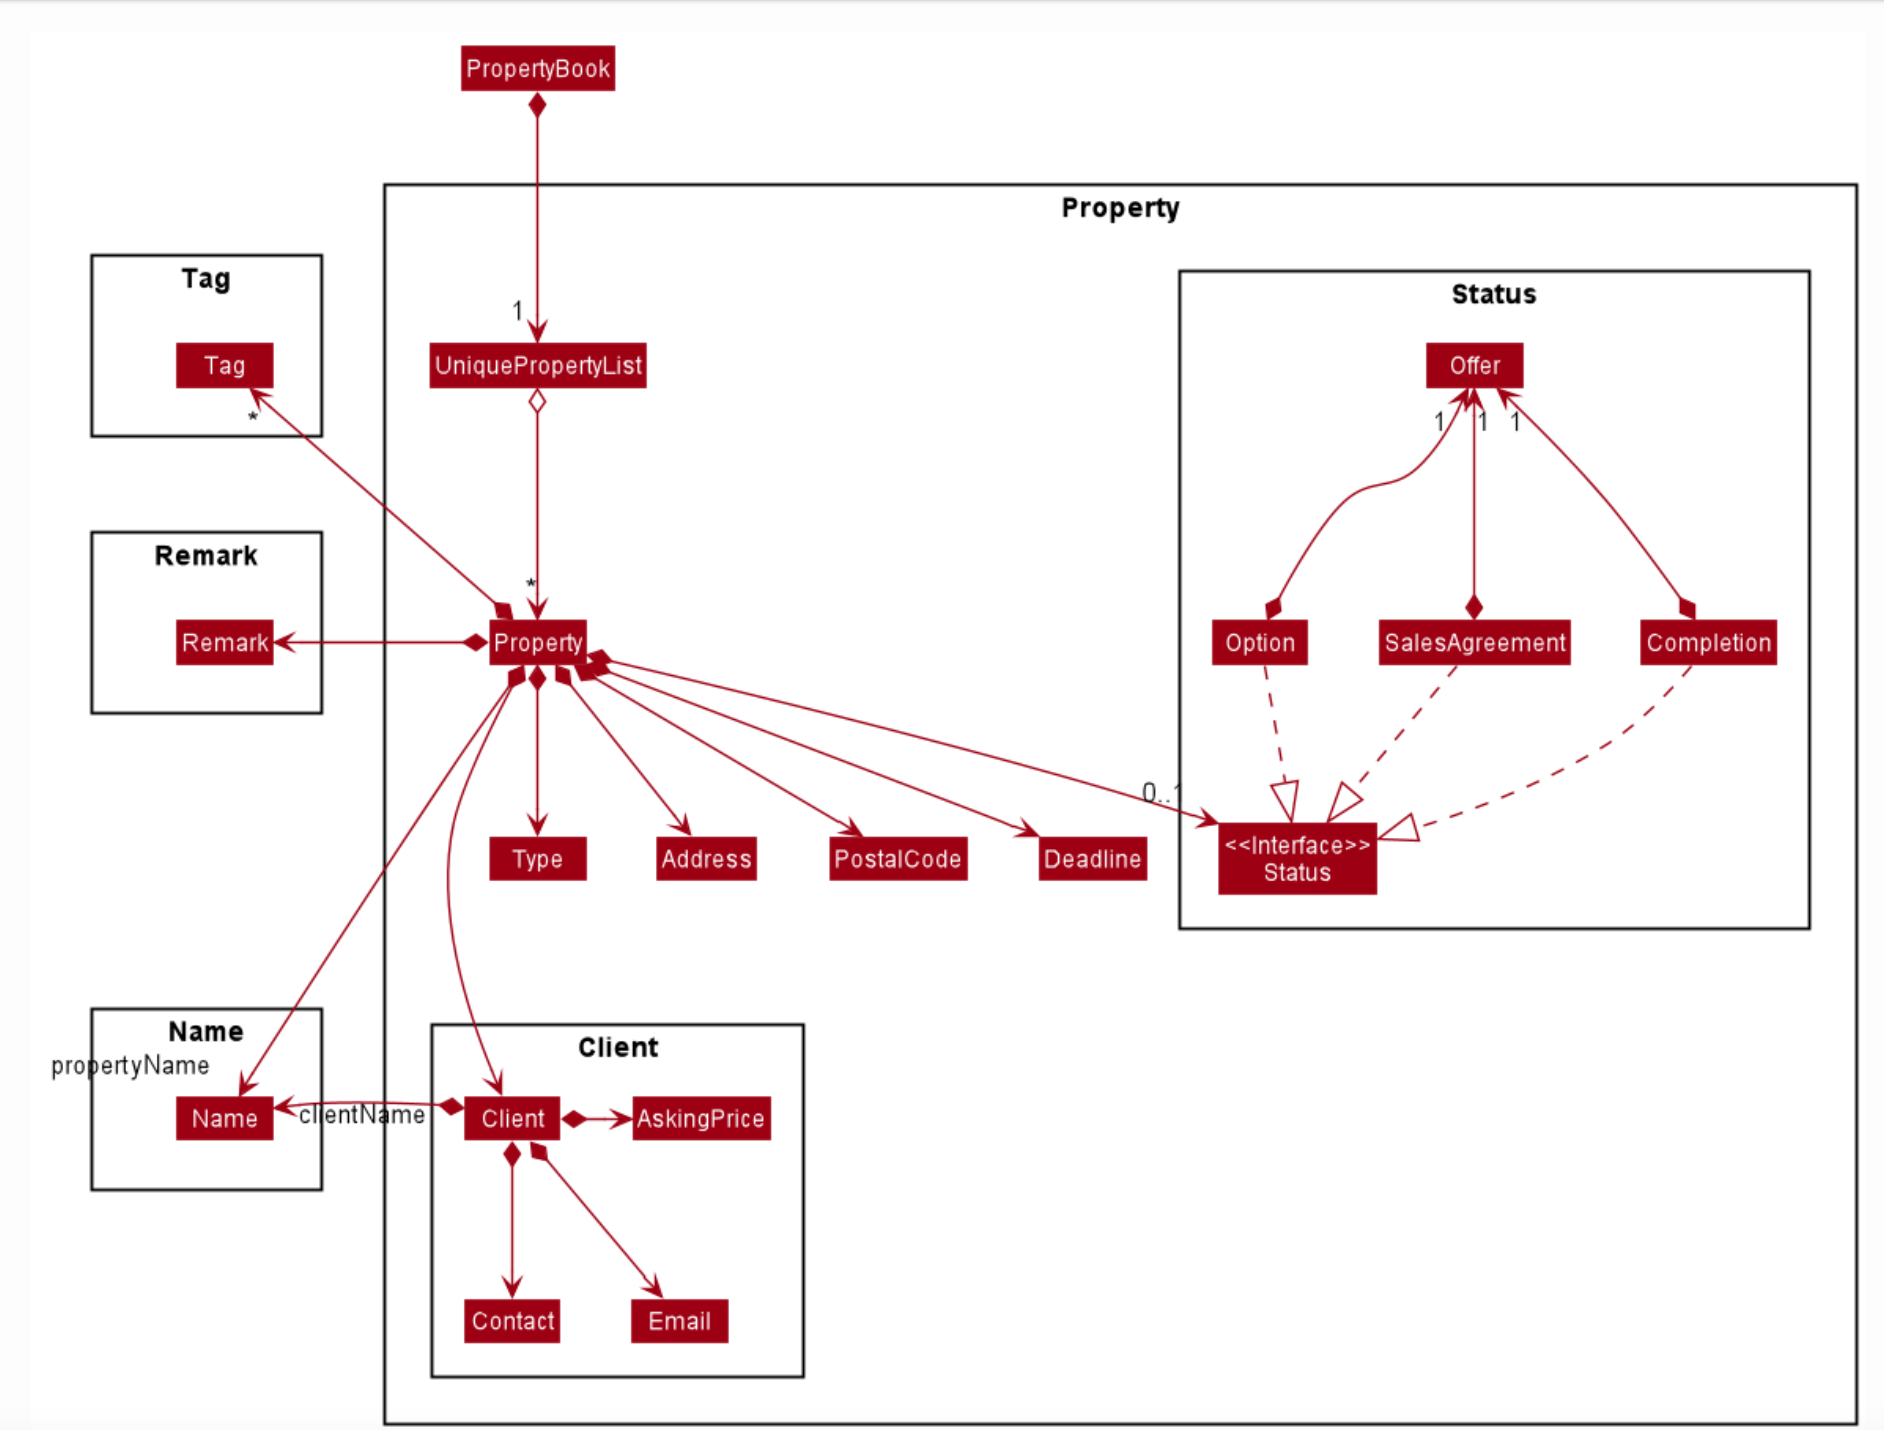 PropertyBook
Property
Tag
Status
1
Tag
UniquePropertyList
Offer
*
1
1
1
Remark
*
Remark
Property
Option
SalesAgreement
Completion
0..1
Type
Address
PostalCode
Deadline
<<Interface>>
Status
Name
Client
propertyName
Name
clientName
Client
AskingPrice
Contact
Email